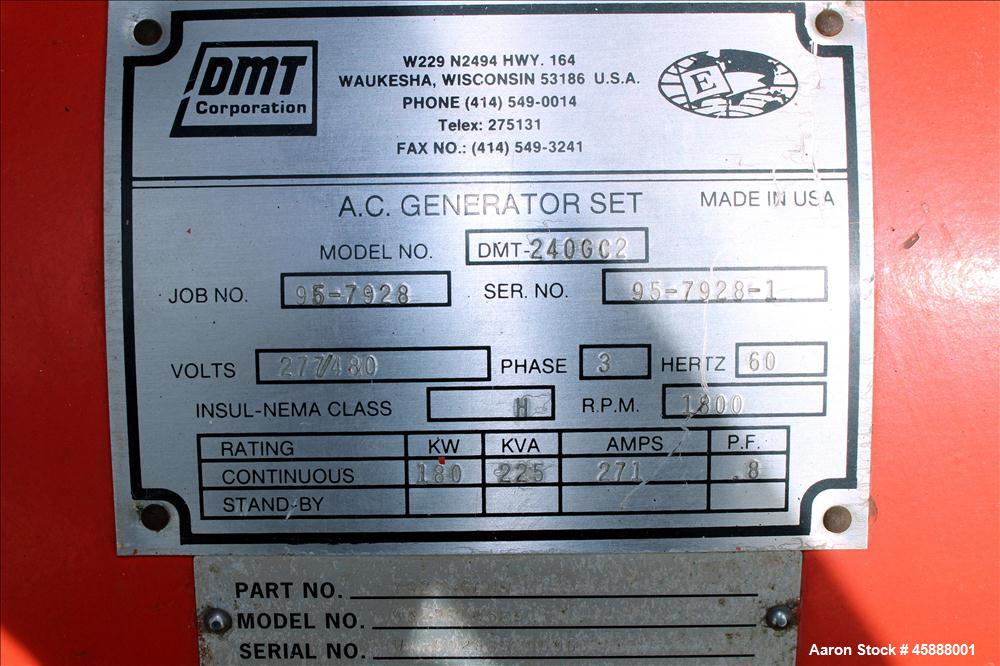 DMT
Corporation
W229 N2494 HWY. 164
WAUKESHA, WISCONSIN 53186 U.S.A.
PHONE (414) 549-0014
Telex: 275131
FAX NO.: (414) 549-3241
E
A.C. GENERATOR SET MADE IN USA
MODEL NO. DMT-240GC2
JOB NO. 95-7928 SER. NO. 95-7928-1
VOLTS 277/480 PHASE 3 HERTZ 60
INSUL-NEMA CLASS H R.P.M. 1800
RATING KW KVA AMPS P.F.
CONTINUOUS 180 225 271 .8
STAND-BY
PART NO.
MODEL NO.
SERIAL NO.
Aaron Stock # 45888001